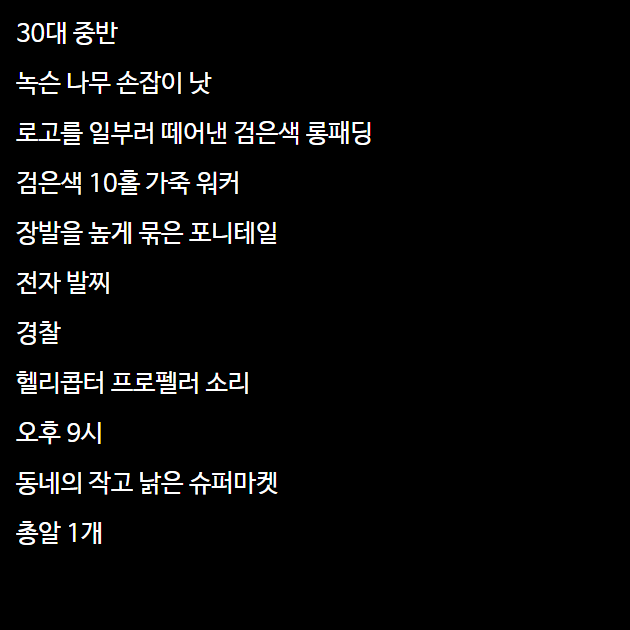 30대 중반
녹슨 나무 손잡이 낫
로고를 일부러 떼어낸 검은색 롱패딩
검은색 10홀 가죽 워커
장발을 높게 묶은 포니테일
전자 발찌
경찰
헬리콥터 프로펠러 소리
오후 9시
동네의 작고 낡은 슈퍼마켓
총알 1개